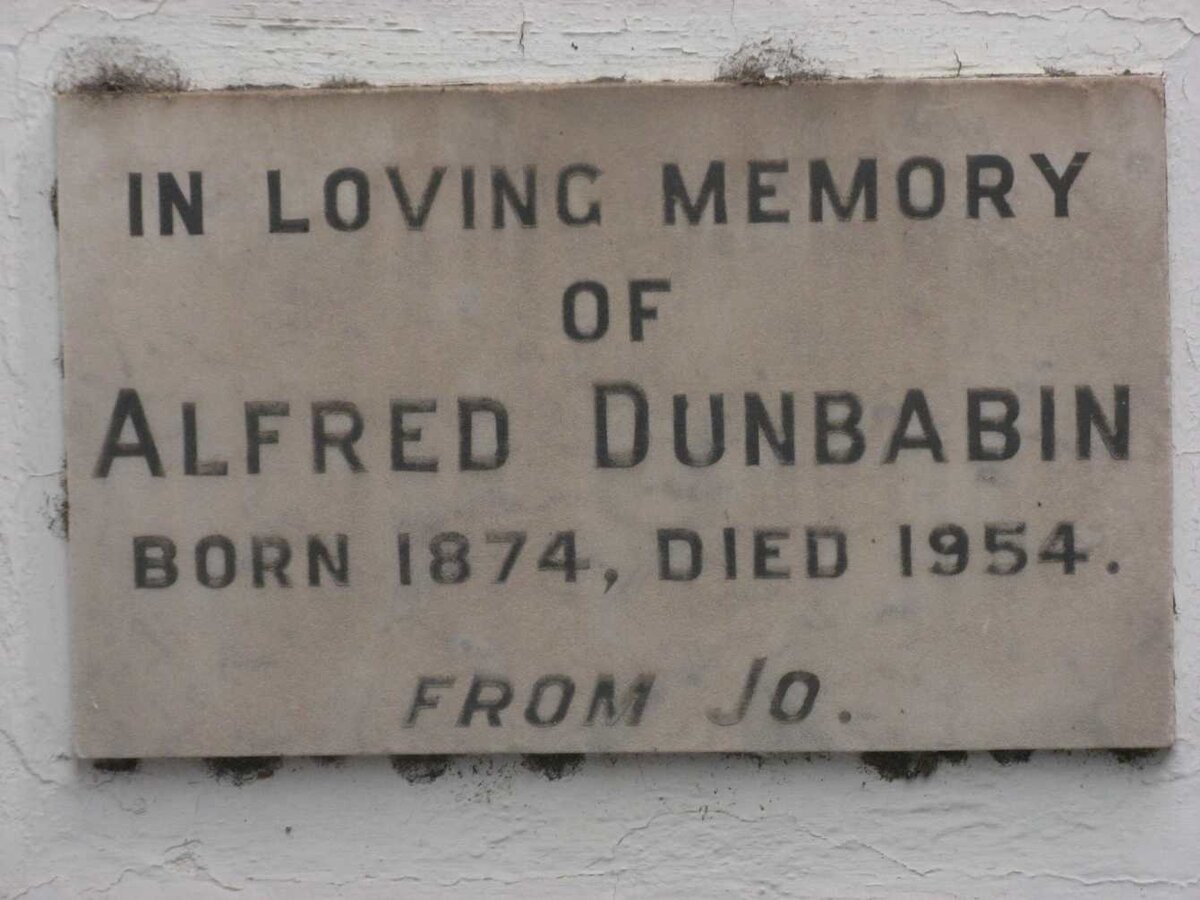 IN LOVING MEMORY
OF
ALFRED DUNBABIN
BORN 1874, DIED 1954.
FROM JO.